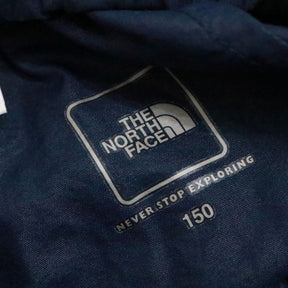 THE
NORTH
FACE
NEVER STOP EXPLORING
150